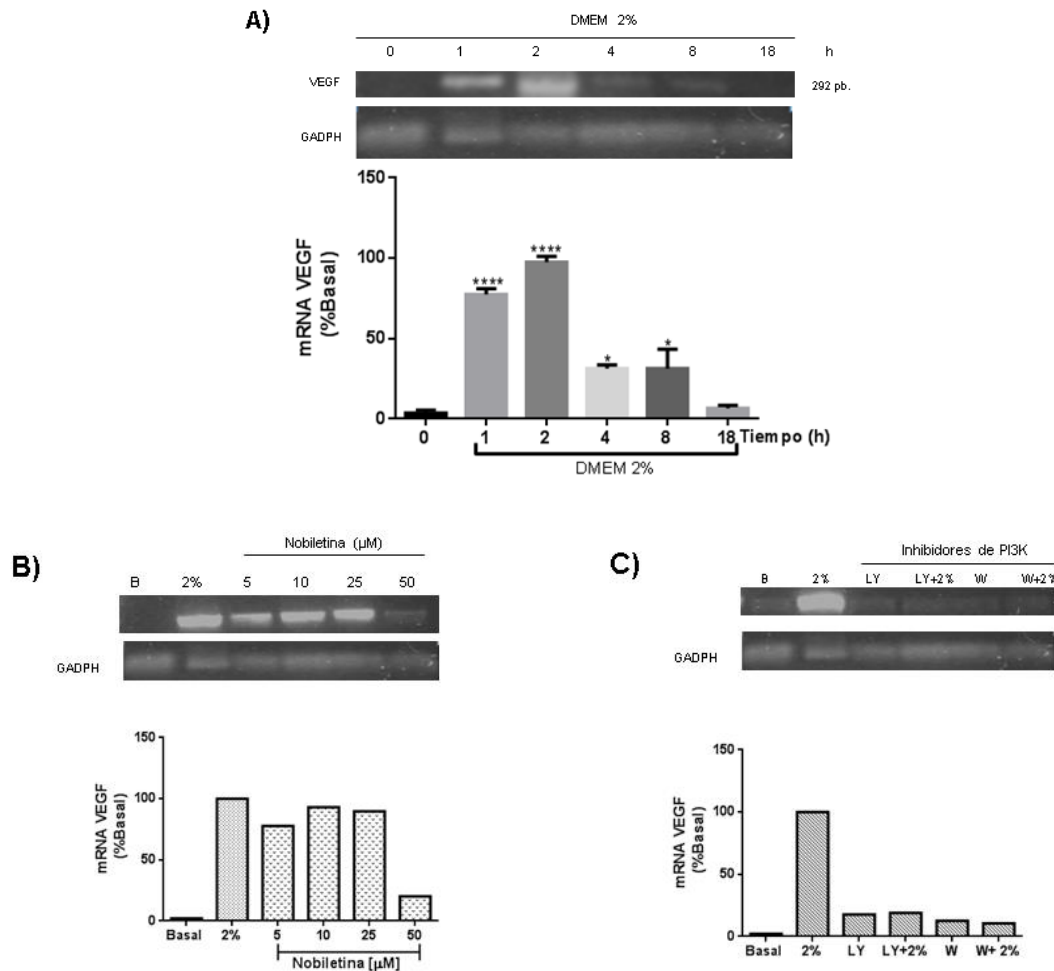 A)
DMEM 2%
0 1 2 4 8 18 h
VEGF
292 pb.
GADPH
mRNA VEGF
(%Basal)
150
100
50
0
****
****
*
*
0 1 2 4 8 18 Tiempo (h)
DMEM 2%
B)
Nobiletina (µM)
B 2% 5 10 25 50
GADPH
mRNA VEGF
(%Basal)
150
100
50
0
Basal 2% 5 10 25 50
Nobiletina [µM]
C)
Inhibidores de PI3K
B 2% LY LY+2% W W+2%
GADPH
mRNA VEGF
(%Basal)
150
100
50
0
Basal 2% LY LY+2% W W+ 2%